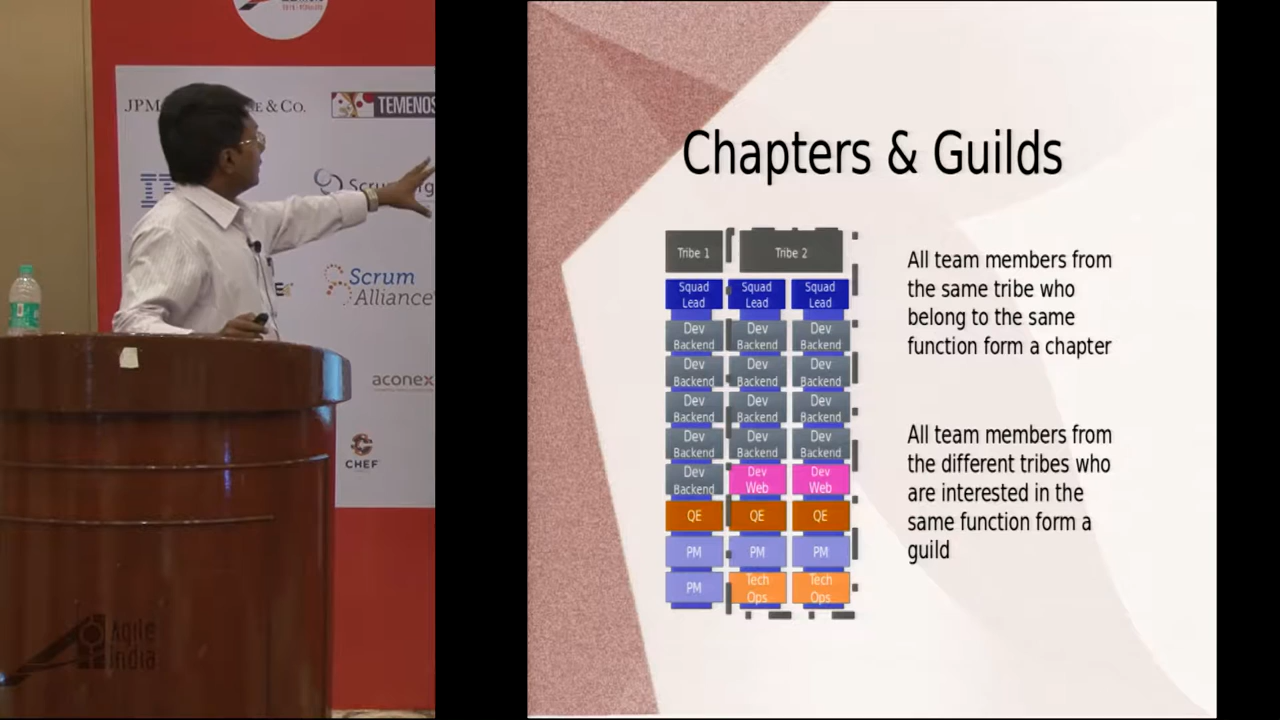 JPM
E & CO.
TEMENOS
Scru
Scrum
Alliance
aconex
CHEF
Agile
india
Chapters & Guilds
Tribe 1
Tribe 2
Squad Lead
Squad Lead
Squad Lead
Dev Backend
Dev Backend
Dev Backend
Dev Backend
Dev Backend
Dev Backend
Dev Backend
Dev Backend
Dev Backend
Dev Backend
Dev Backend
Dev Backend
Dev Backend
Dev Web
Dev Web
QE
QE
QE
PM
PM
PM
PM
Tech Ops
Tech Ops
All team members from
the same tribe who
belong to the same
function form a chapter
All team members from
the different tribes who
are interested in the
same function form a
guild